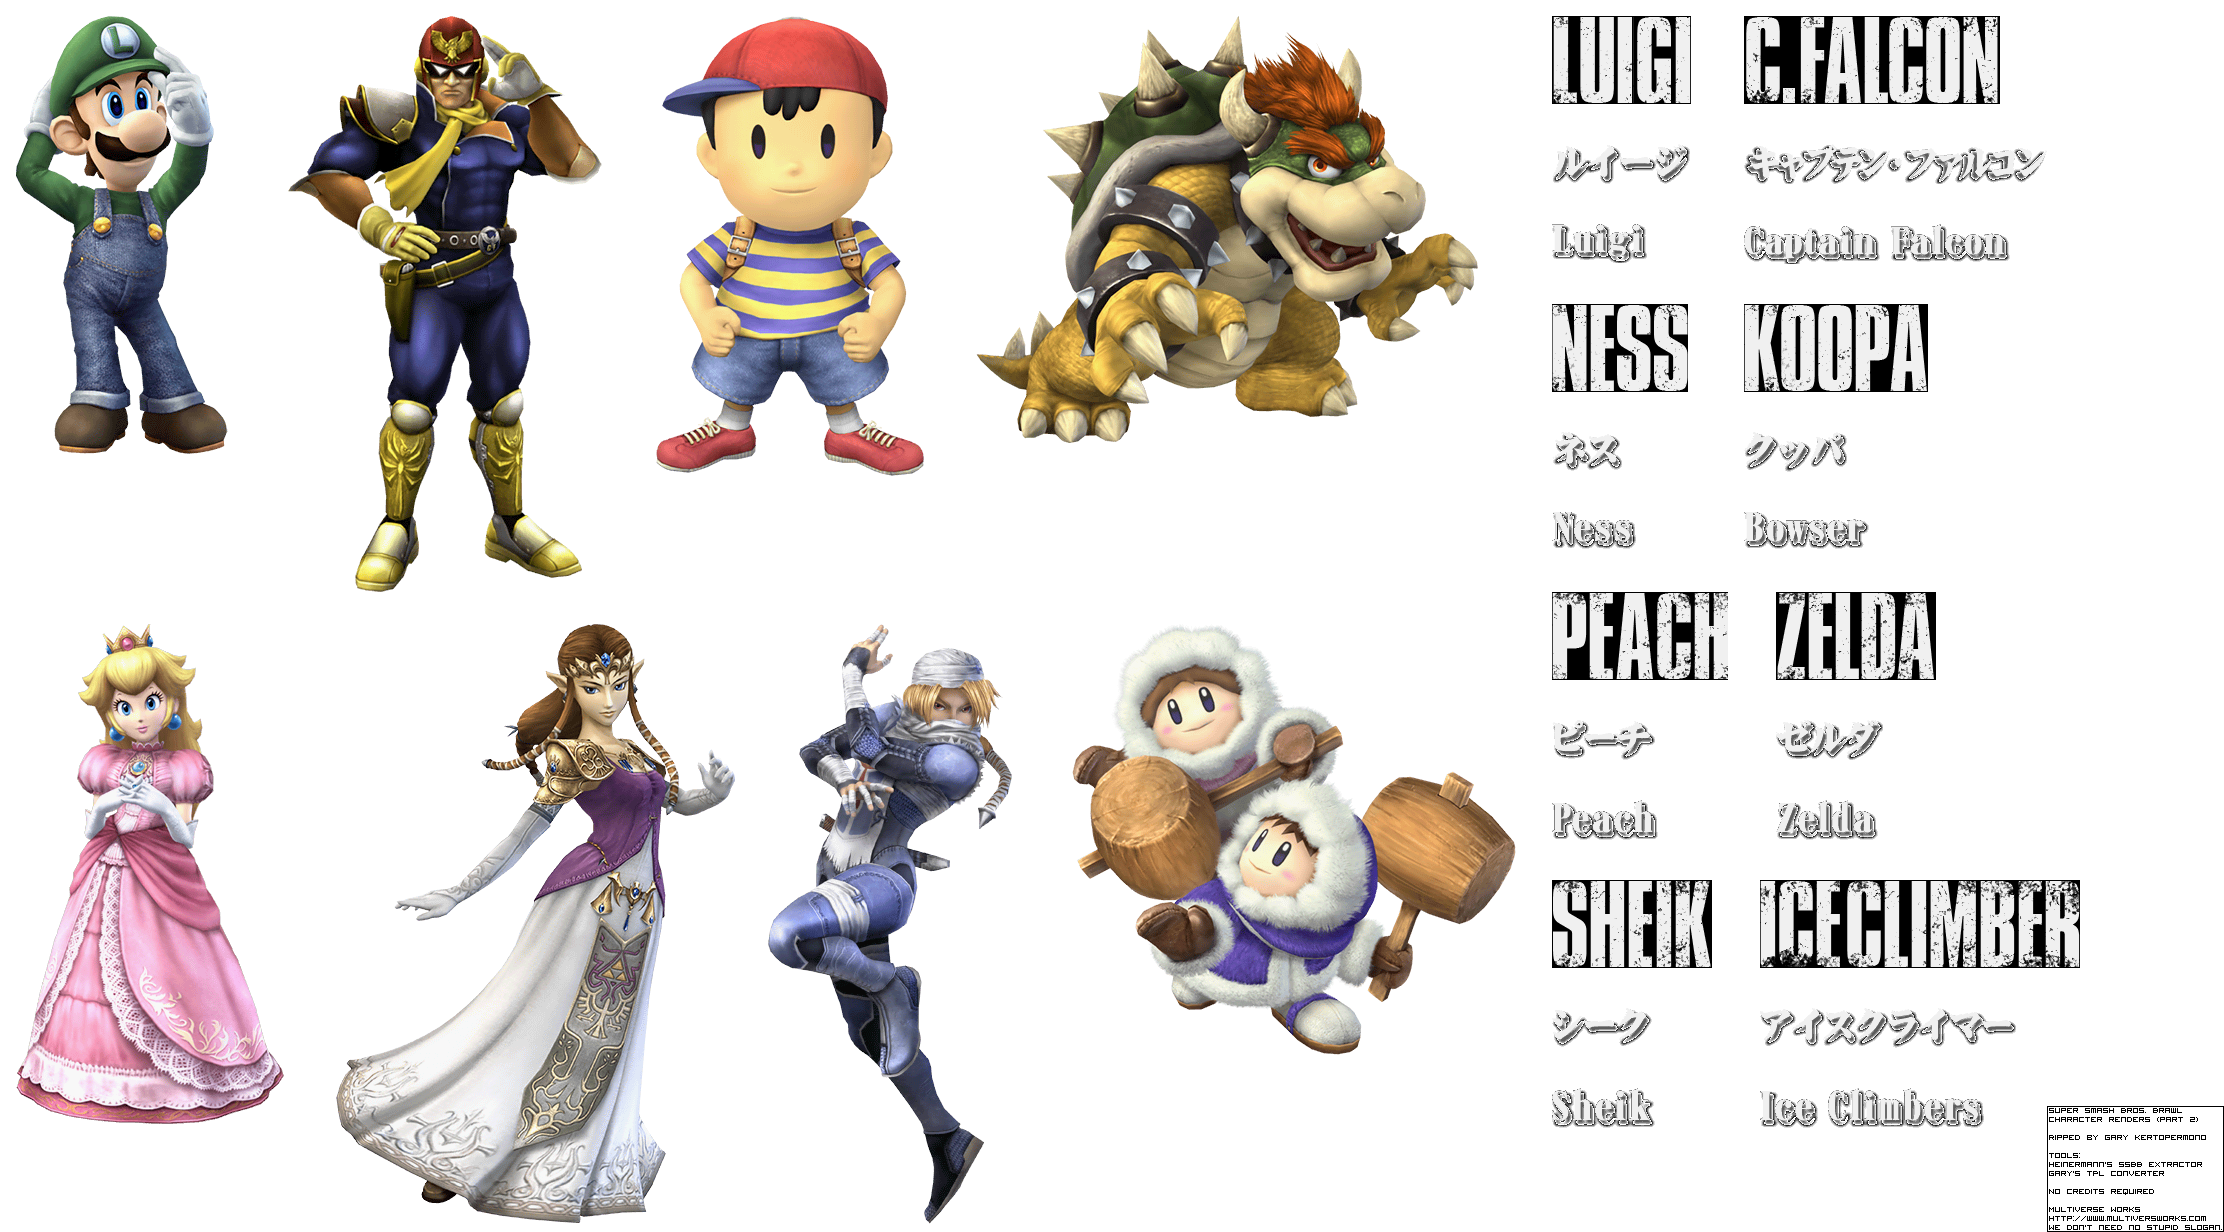 L
LUIGI
C.FALCON
ルイージ
キャプテン・ファルコン
Luigi
Captain Falcon
NESS
KOOPA
ネス
クッパ
Ness
Bowser
PEACH
ZELDA
ピーチ
ゼルダ
Peach
Zelda
SHEIK
ICECLIMBER
シーク
アイスクライマー
Sheik
Ice Climbers
SUPER SMASH BROS. BRAWL
CHARACTER RENDERS (PART 2)
RIPPED BY GARY KERTOPERMONO
TOOLS:
HEINERMANN'S SSBB EXTRACTOR
GARY'S TPL CONVERTER
NO CREDITS REQUIRED
MULTIVERSE WORKS
HTTP://WWW.MULTIVERSWORKS.COM
WE DON'T NEED NO STUPID SLOGAN.